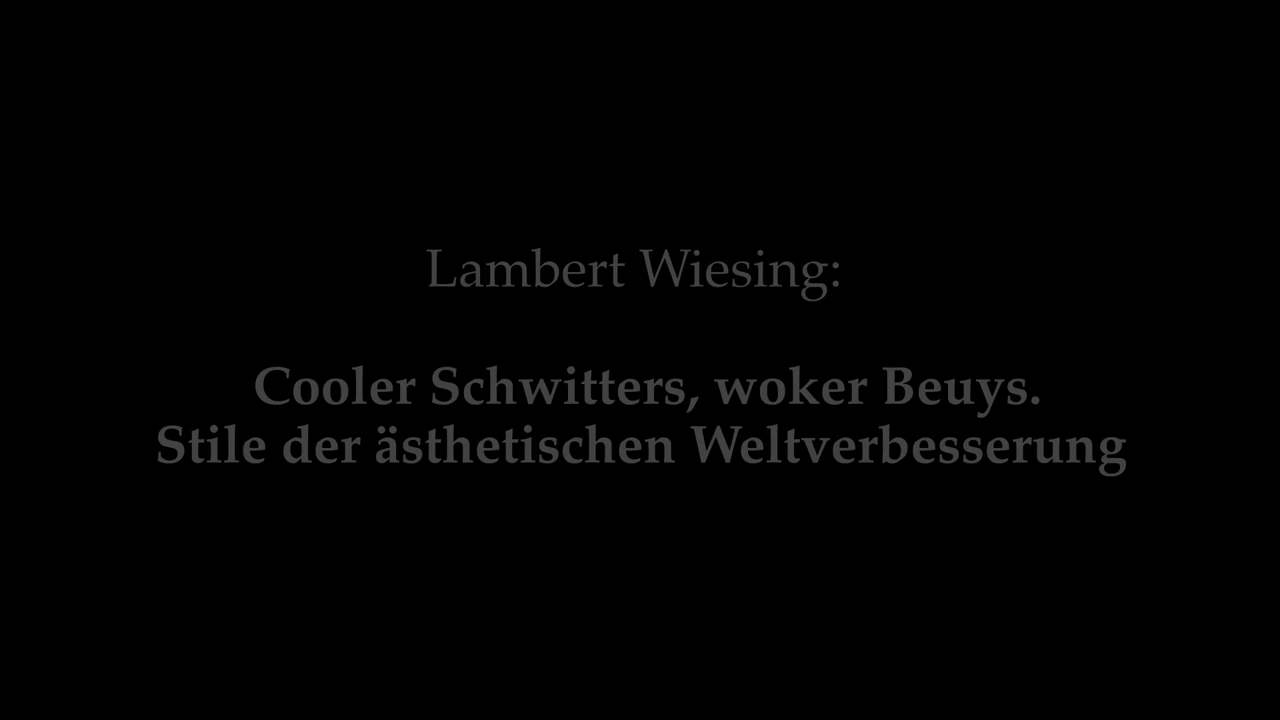 Lambert Wiesing:
Cooler Schwitters, woker Beuys.
Stile der ästhetischen Weltverbesserung